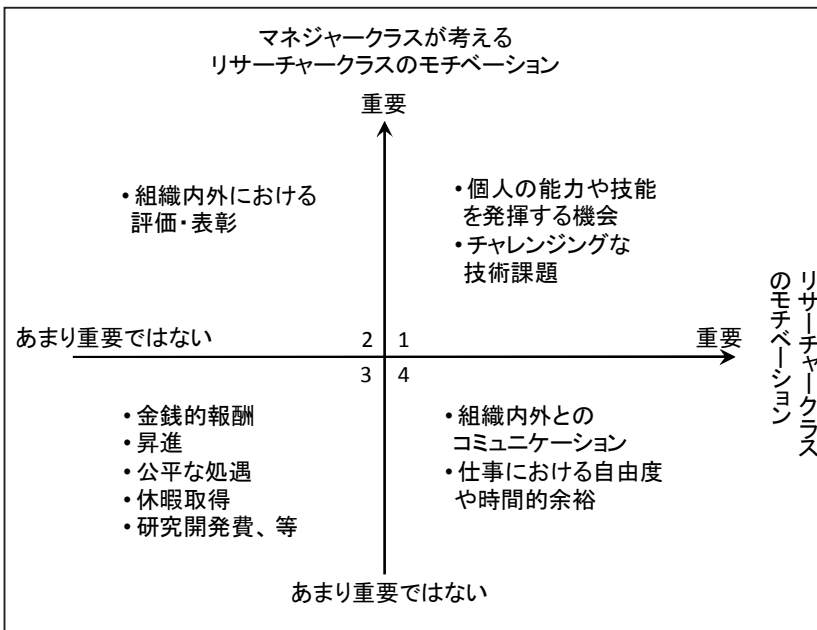 マネジャークラスが考える
リサーチャークラスのモチベーション
重要
・組織内外における
評価・表彰
・個人の能力や技能
を発揮する機会
・チャレンジングな
技術課題
あまり重要ではない
2 1
重要
3 4
リサーチャークラス
のモチベーション
・金銭的報酬
・昇進
・公平な処遇
・休暇取得
・研究開発費、等
・組織内外との
コミュニケーション
・仕事における自由度
や時間的余裕
あまり重要ではない